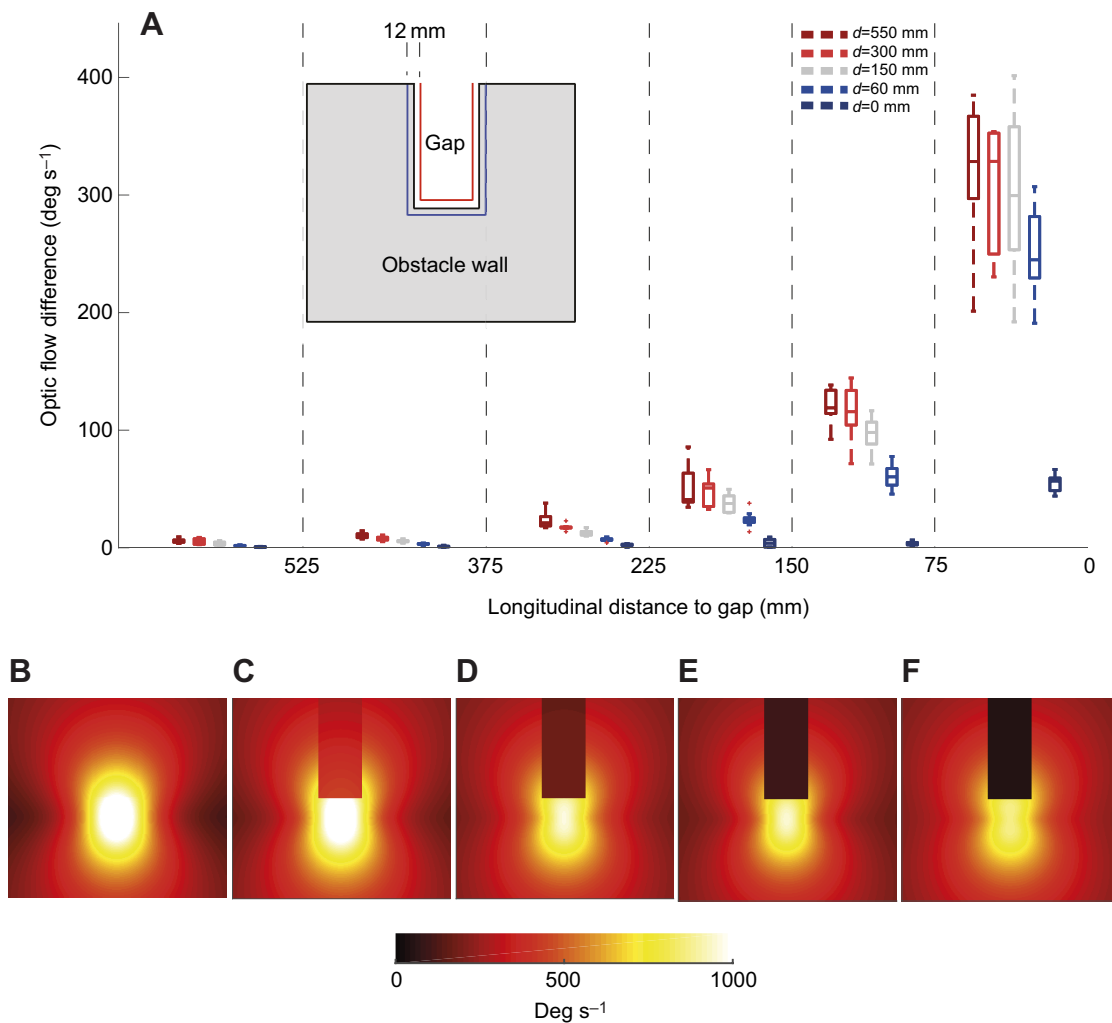 A
12 mm
d=550 mm
d=300 mm
d=150 mm
d=60 mm
d=0 mm
400
300
200
100
0
Optic flow difference (deg s⁻¹)
Gap
Obstacle wall
525
375
225
150
75
0
Longitudinal distance to gap (mm)
B
C
D
E
F
0
500
1000
Deg s⁻¹